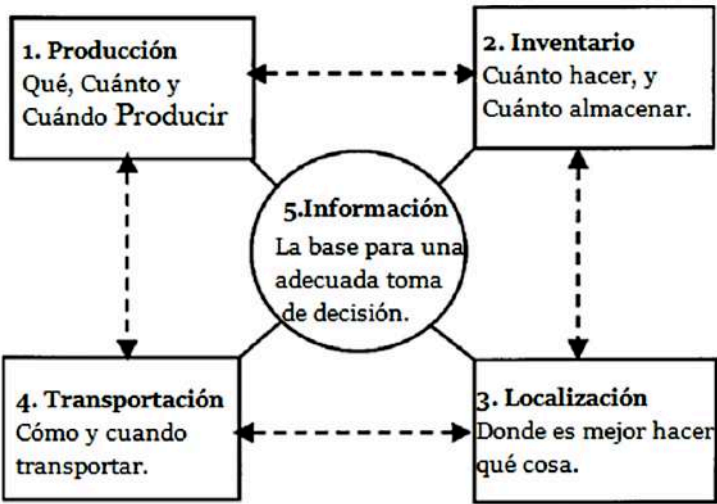 1. Producción
Qué, Cuánto y
Cuándo Producir
2. Inventario
Cuánto hacer, y
Cuánto almacenar.
5.Información
La base para una
adecuada toma
de decisión.
4. Transportación
Cómo y cuando
transportar.
3. Localización
Donde es mejor hacer
qué cosa.